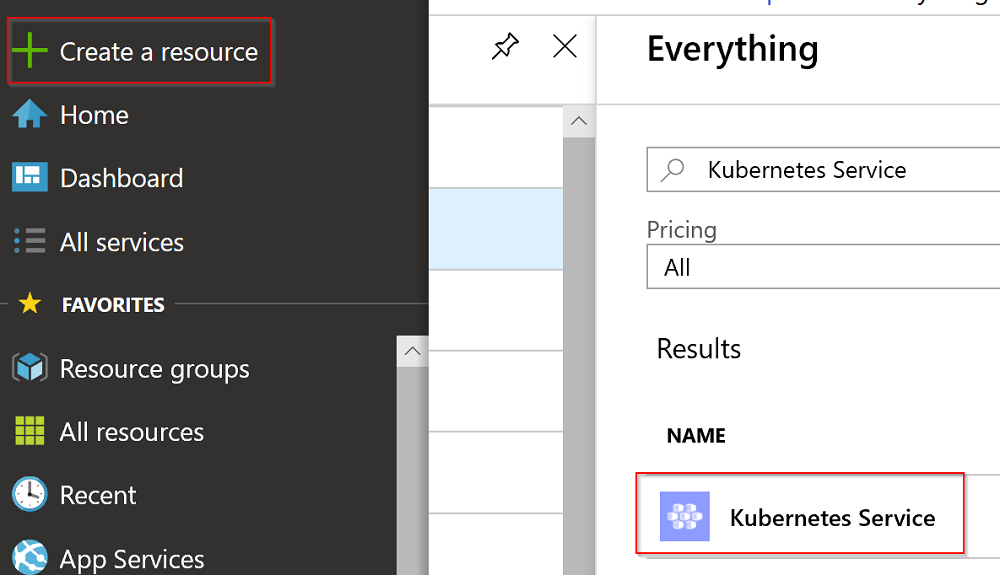 Create a resource
Home
Dashboard
All services
FAVORITES
Resource groups
All resources
Recent
App Services
Everything
Kubernetes Service
Pricing
All
Results
NAME
Kubernetes Service